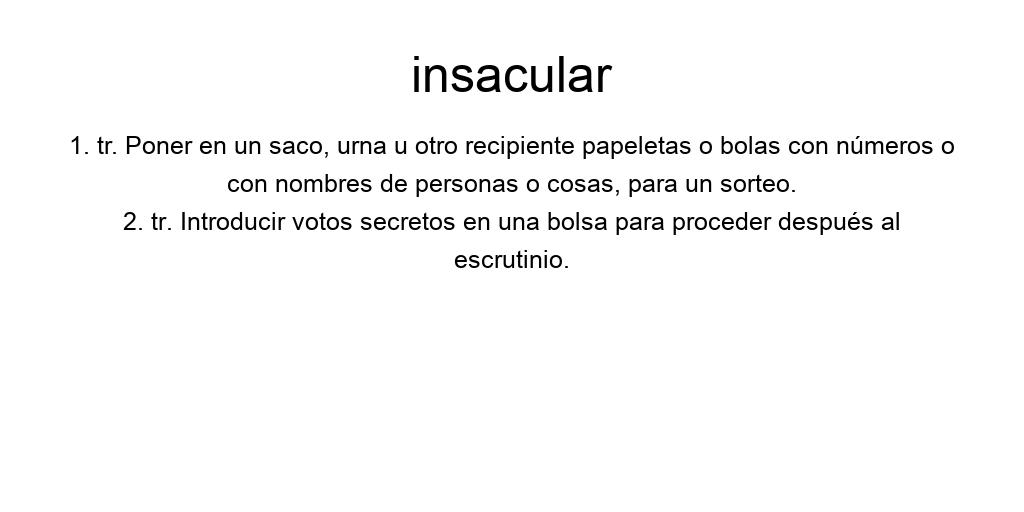 insacular
1. tr. Poner en un saco, urna u otro recipiente papeletas o bolas con números o
con nombres de personas o cosas, para un sorteo.
2. tr. Introducir votos secretos en una bolsa para proceder después al
escrutinio.